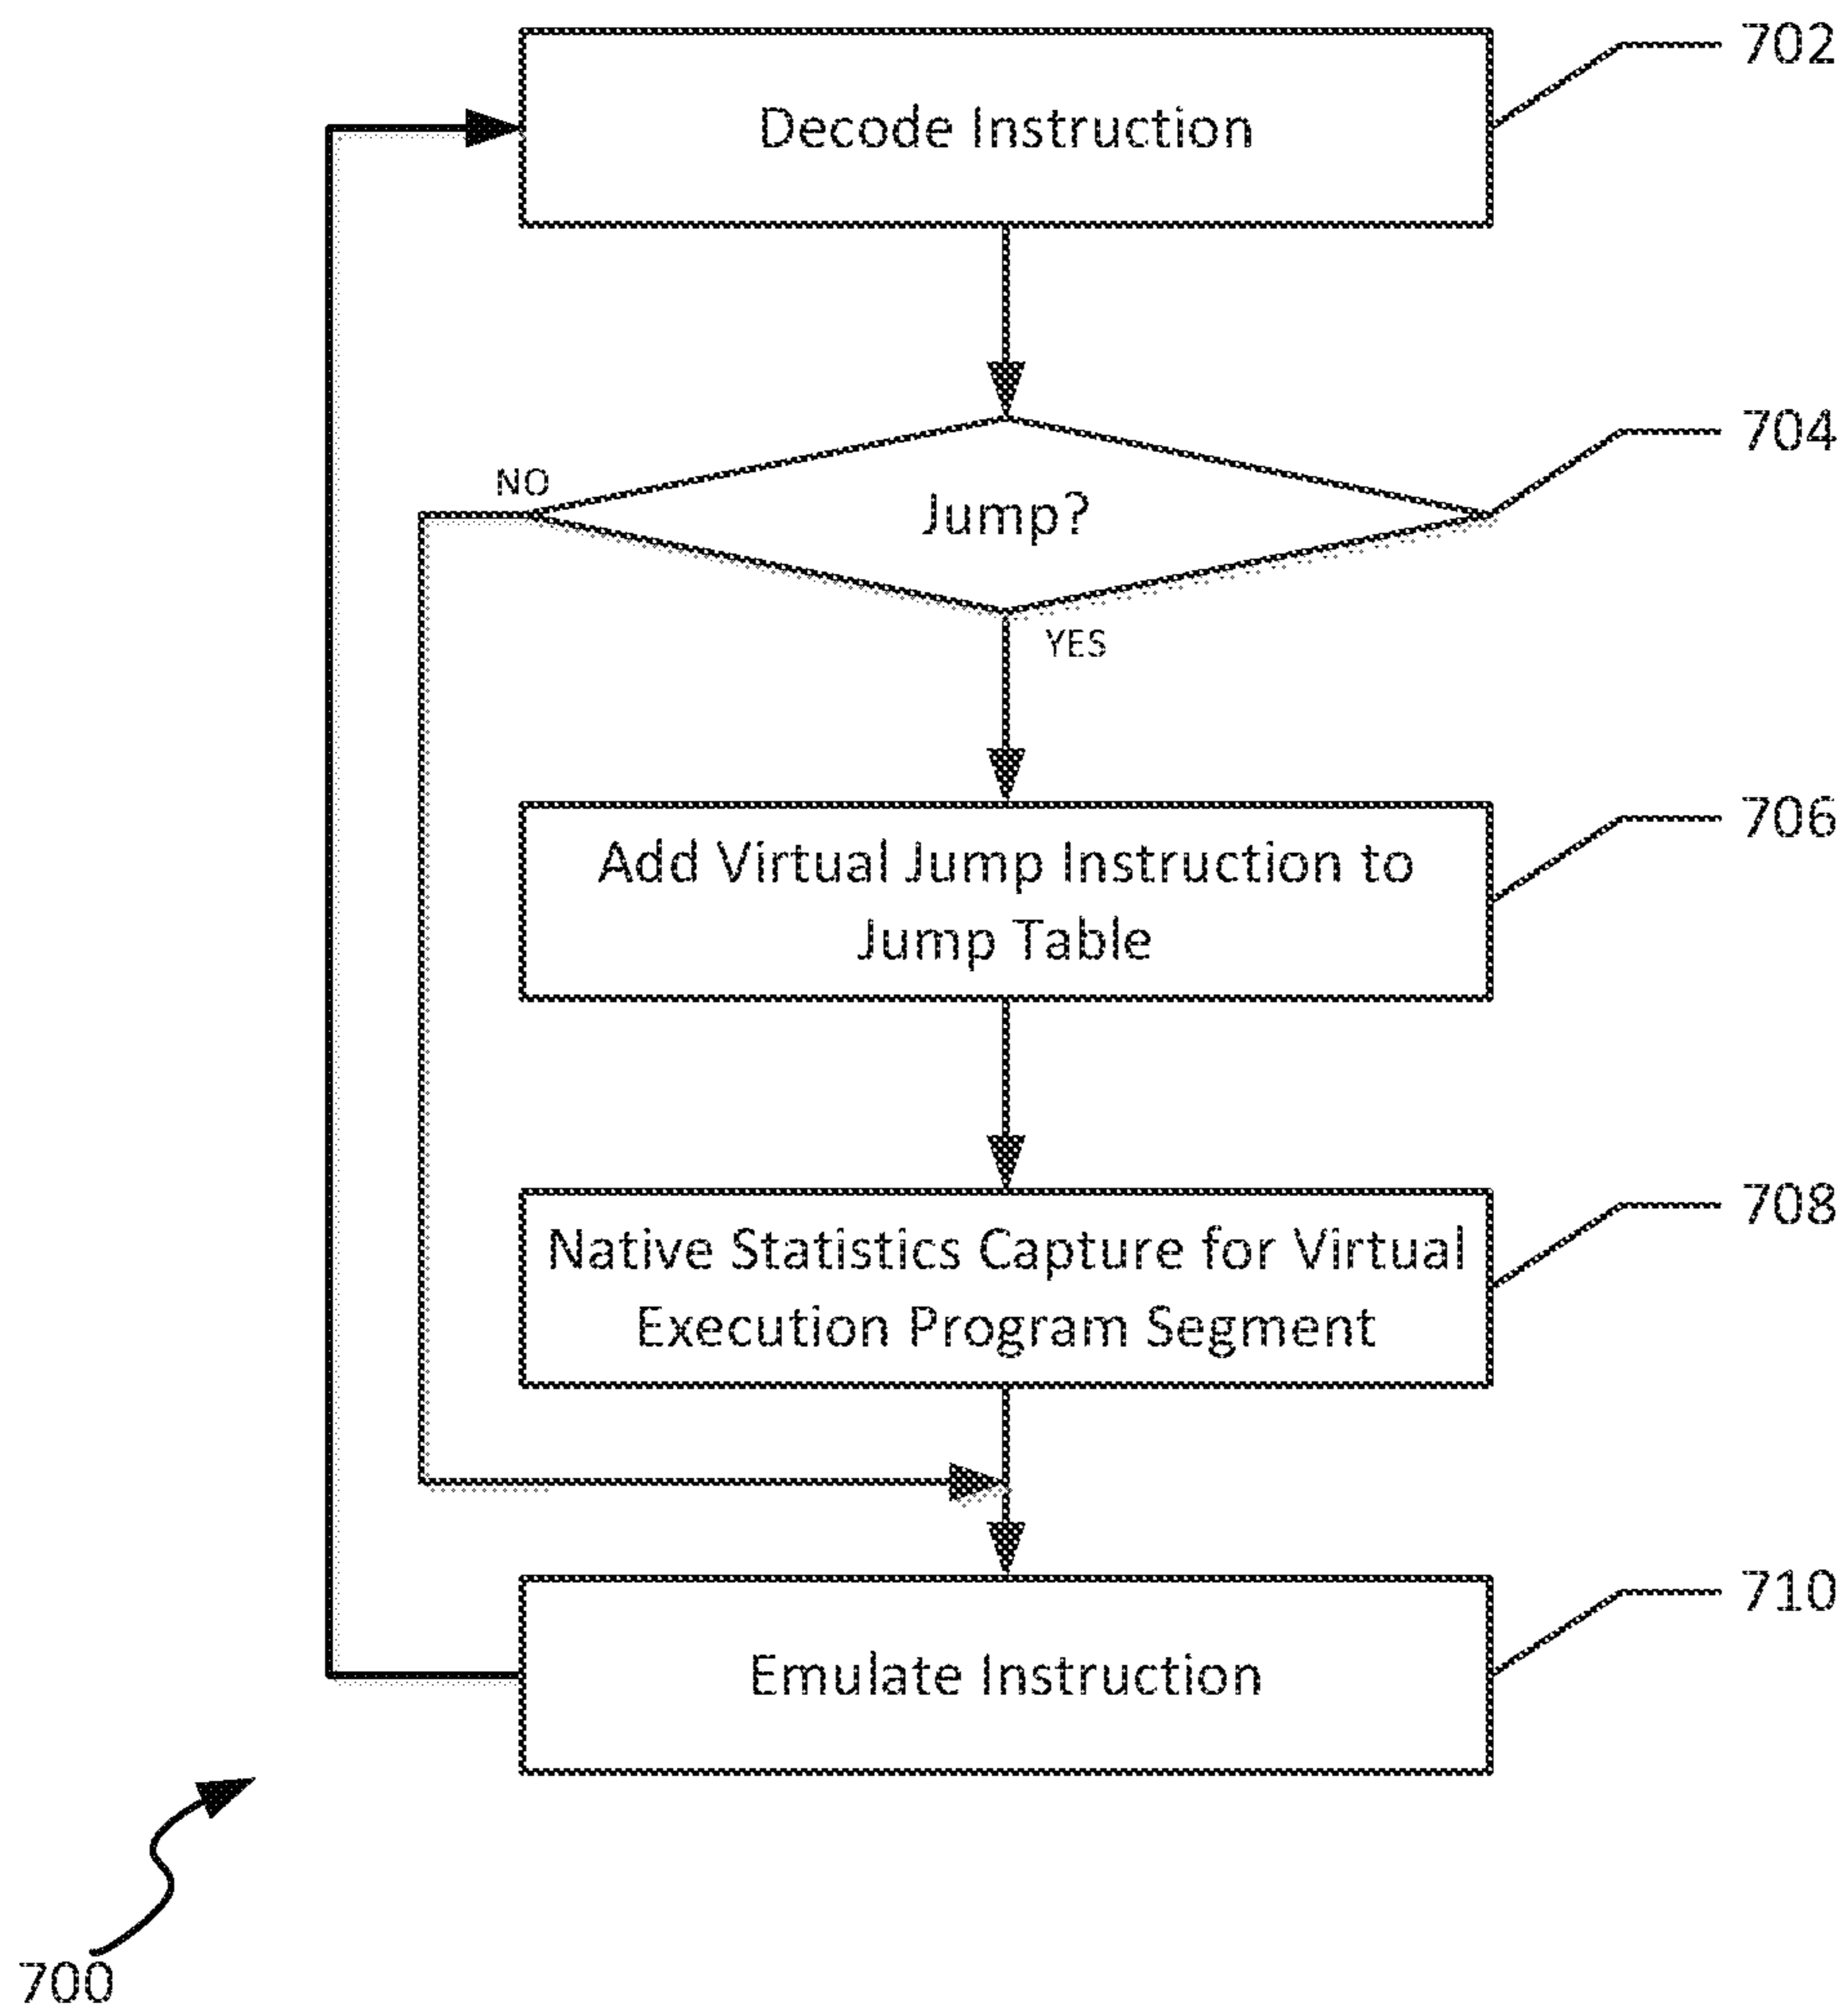 702
Decode Instruction
704
NO
Jump?
YES
706
Add Virtual Jump Instruction to
Jump Table
708
Native Statistics Capture for Virtual
Execution Program Segment
710
Emulate Instruction
700